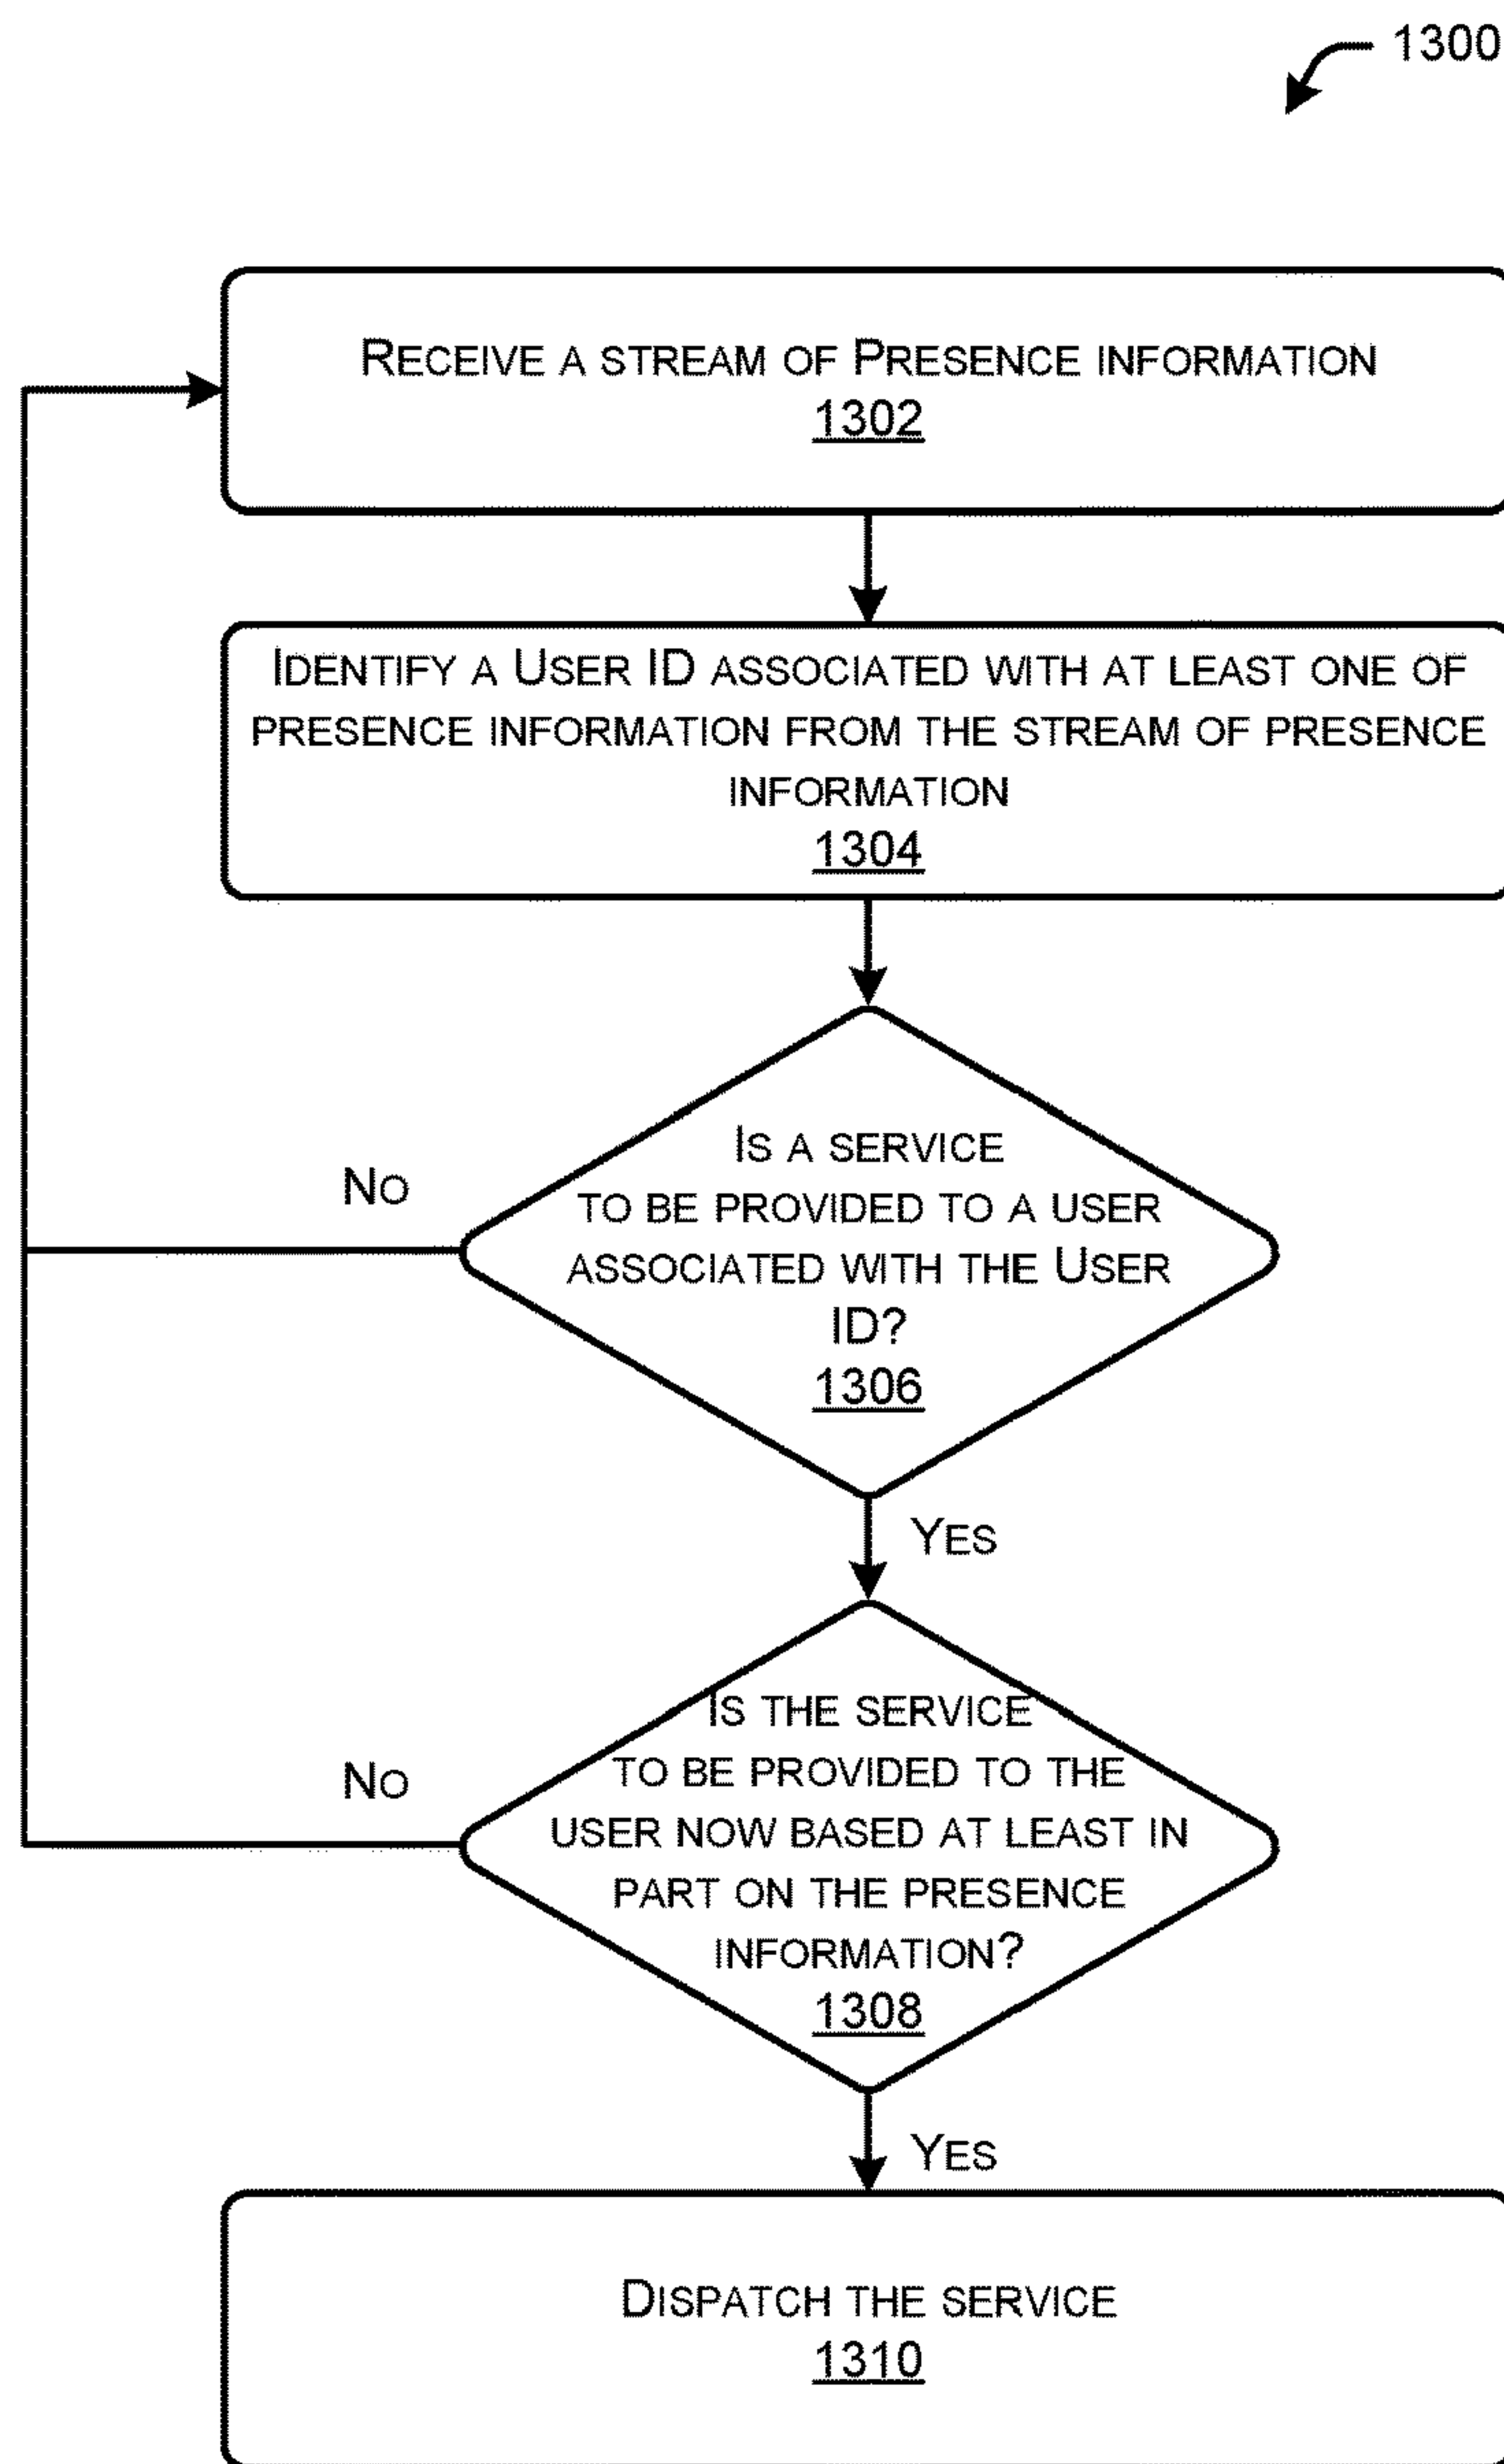 1300
RECEIVE A STREAM OF PRESENCE INFORMATION
1302
IDENTIFY A USER ID ASSOCIATED WITH AT LEAST ONE OF
PRESENCE INFORMATION FROM THE STREAM OF PRESENCE
INFORMATION
1304
IS A SERVICE
TO BE PROVIDED TO A USER
ASSOCIATED WITH THE USER
ID?
1306
NO
YES
IS THE SERVICE
TO BE PROVIDED TO THE
USER NOW BASED AT LEAST IN
PART ON THE PRESENCE
INFORMATION?
1308
NO
YES
DISPATCH THE SERVICE
1310